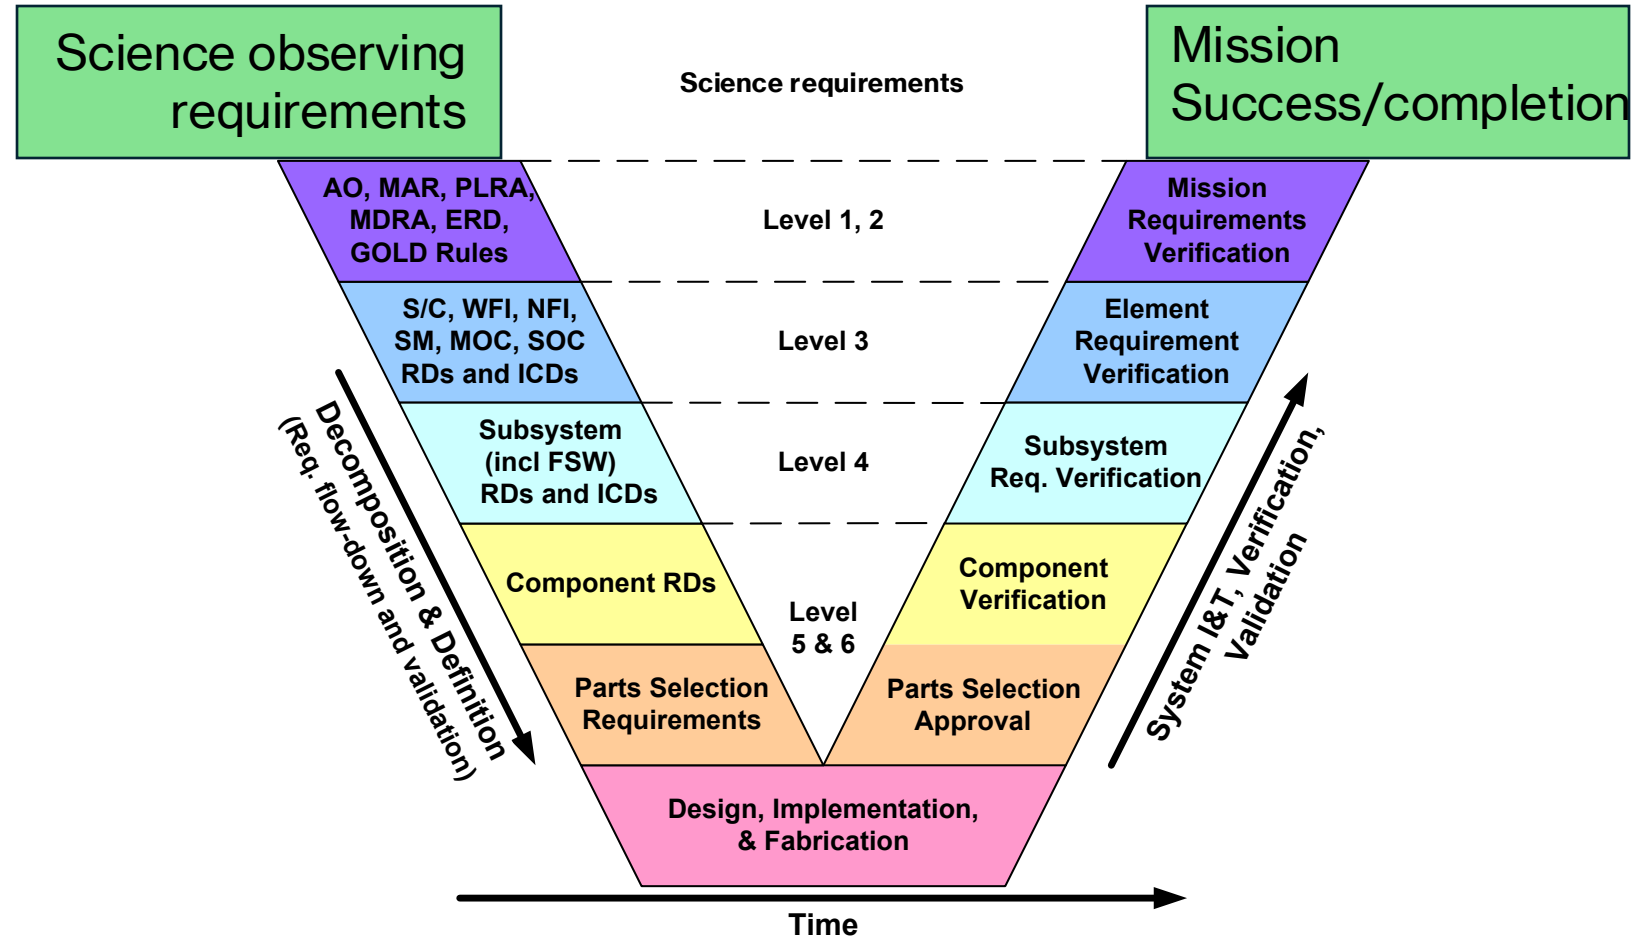 Science observing
requirements
Science requirements
Mission
Success/completion
AO, MAR, PLRA,
MDRA, ERD,
GOLD Rules
Level 1, 2
Mission
Requirements
Verification
S/C, WFI, NFI,
SM, MOC, SOC
RDs and ICDs
Level 3
Element
Requirement
Verification
Subsystem
(incl FSW)
RDs and ICDs
Level 4
Subsystem
Req. Verification
Component RDs
Level
5 & 6
Component
Verification
Parts Selection
Requirements
Parts Selection
Approval
Design, Implementation,
& Fabrication
Decomposition & Definition
(Req. flow-down and validation)
System I&T, Verification,
Validation
Time